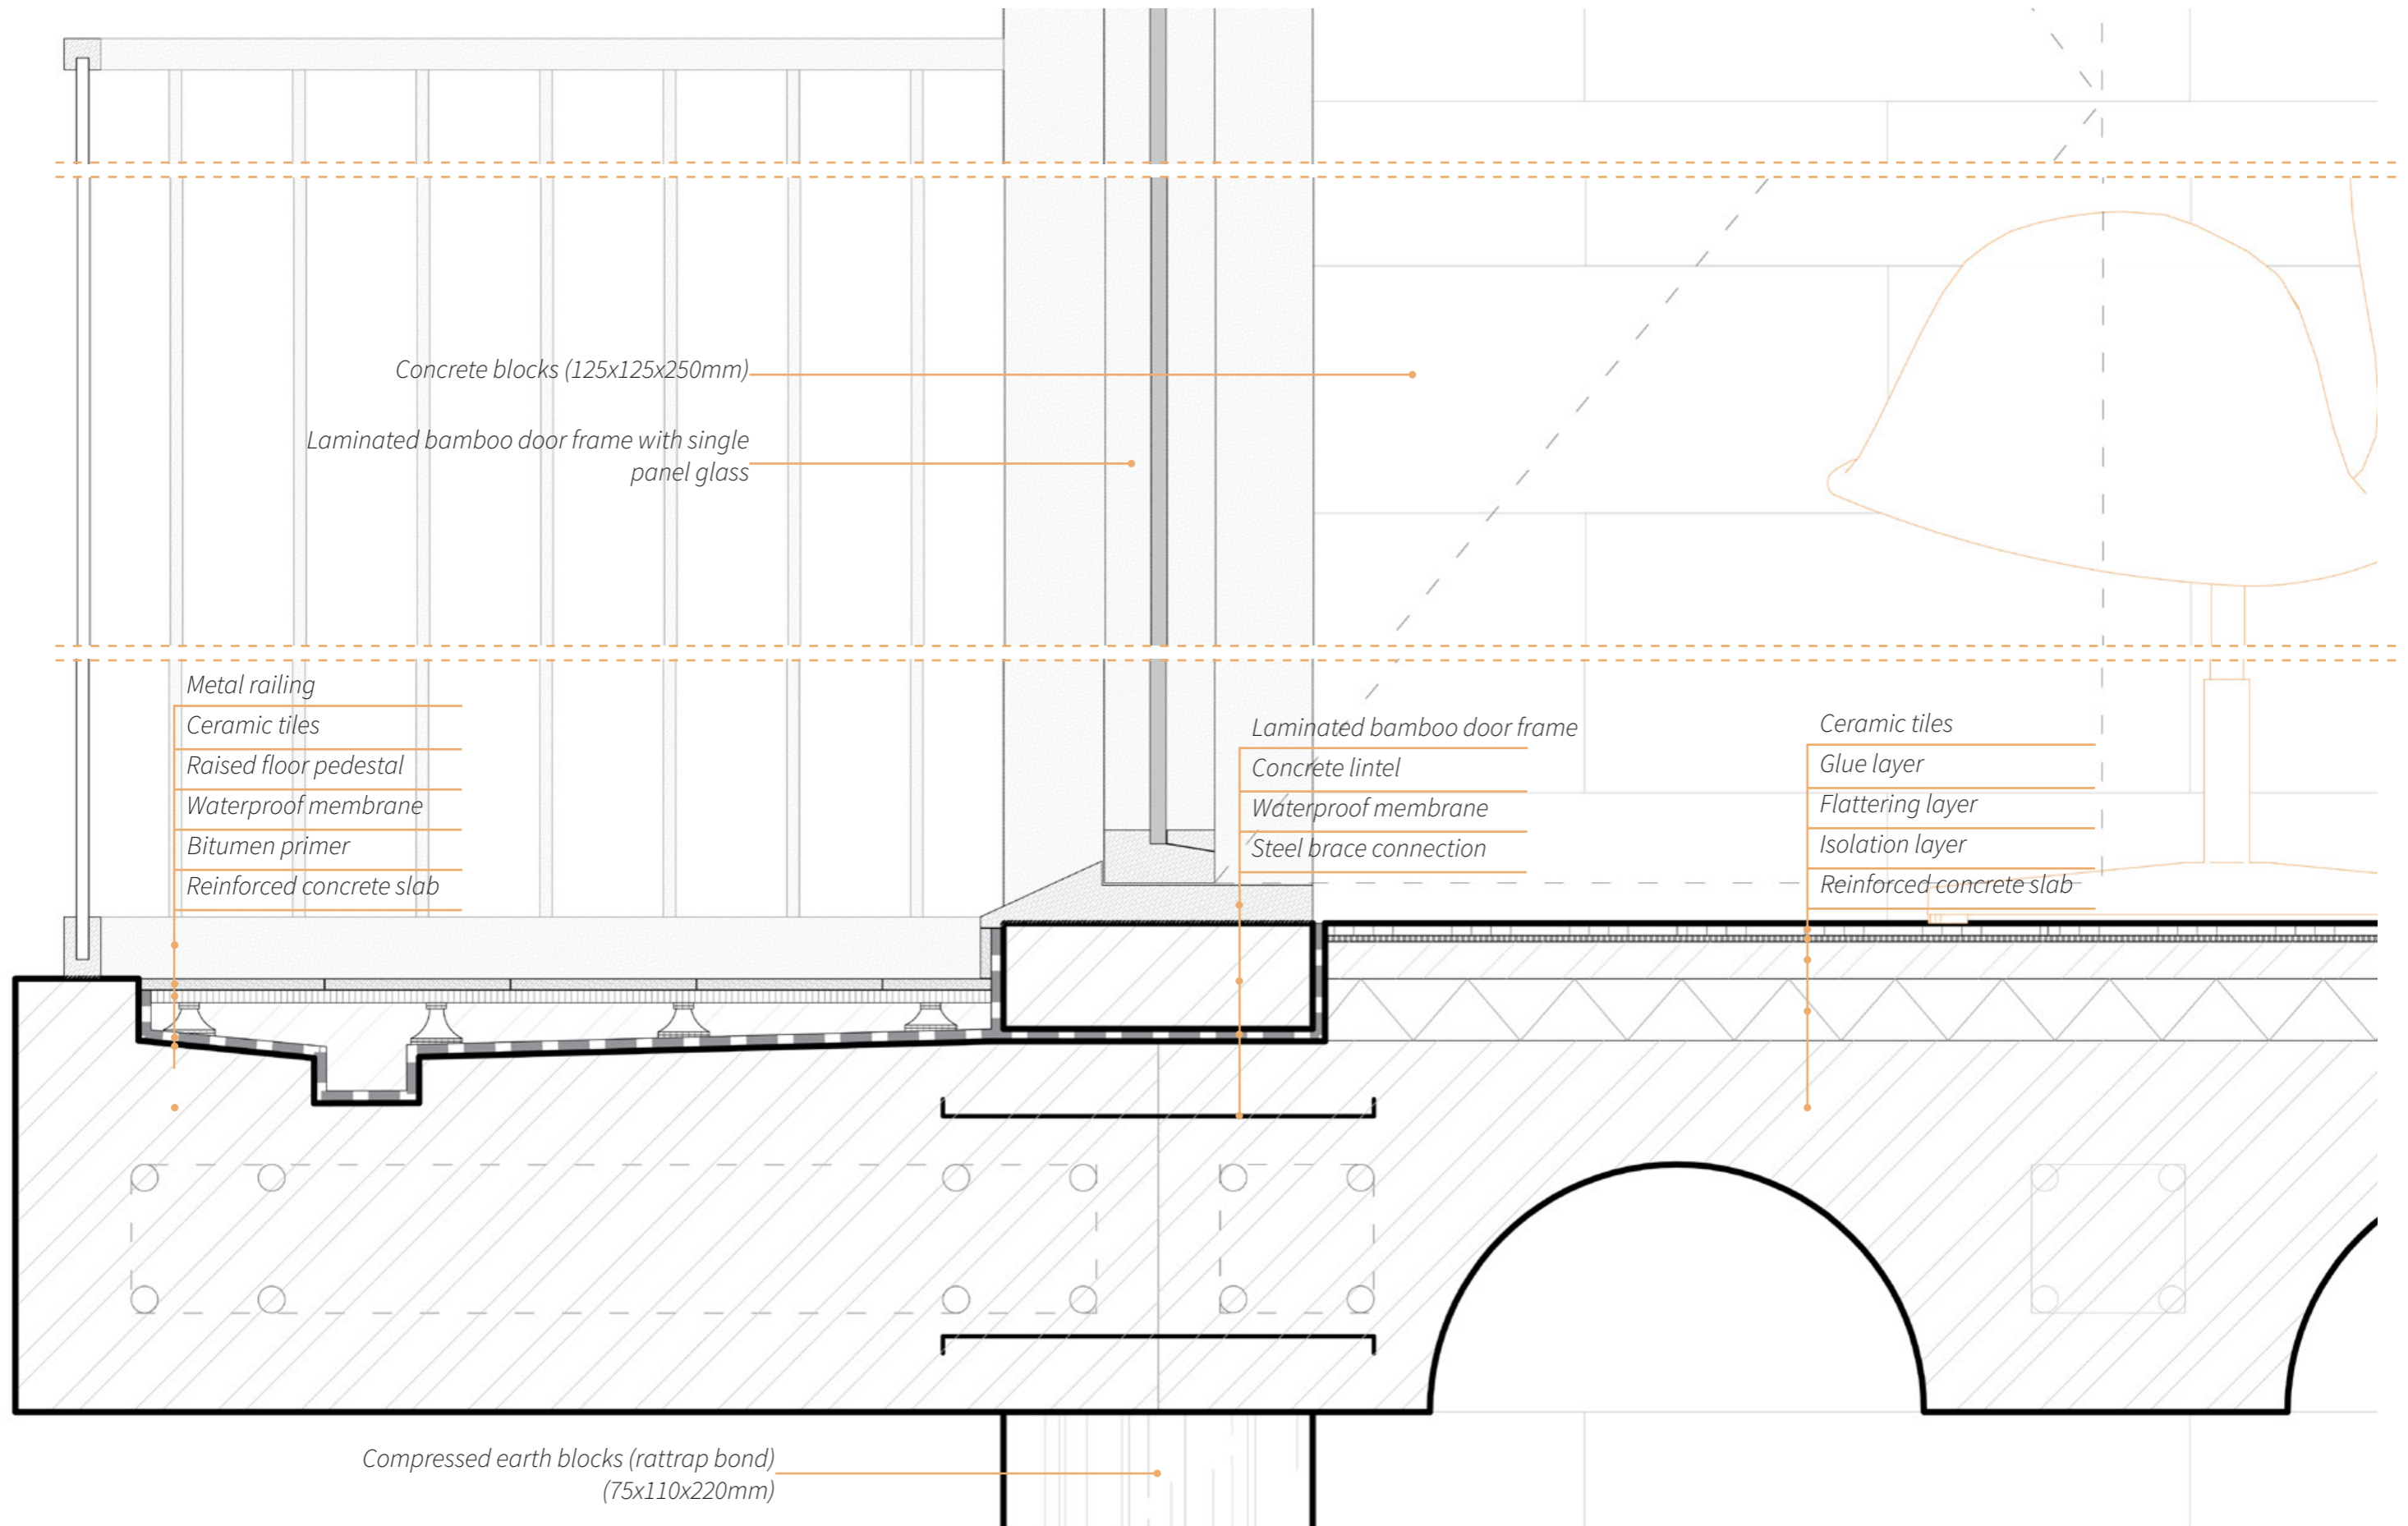 Concrete blocks (125x125x250mm)
Laminated bamboo door frame with single
panel glass
Metal railing
Ceramic tiles
Raised floor pedestal
Waterproof membrane
Bitumen primer
Reinforced concrete slab
Laminated bamboo door frame
Concrete lintel
Waterproof membrane
Steel brace connection
Ceramic tiles
Glue layer
Flattering layer
Isolation layer
Reinforced concrete slab
Compressed earth blocks (rattrap bond)
(75x110x220mm)